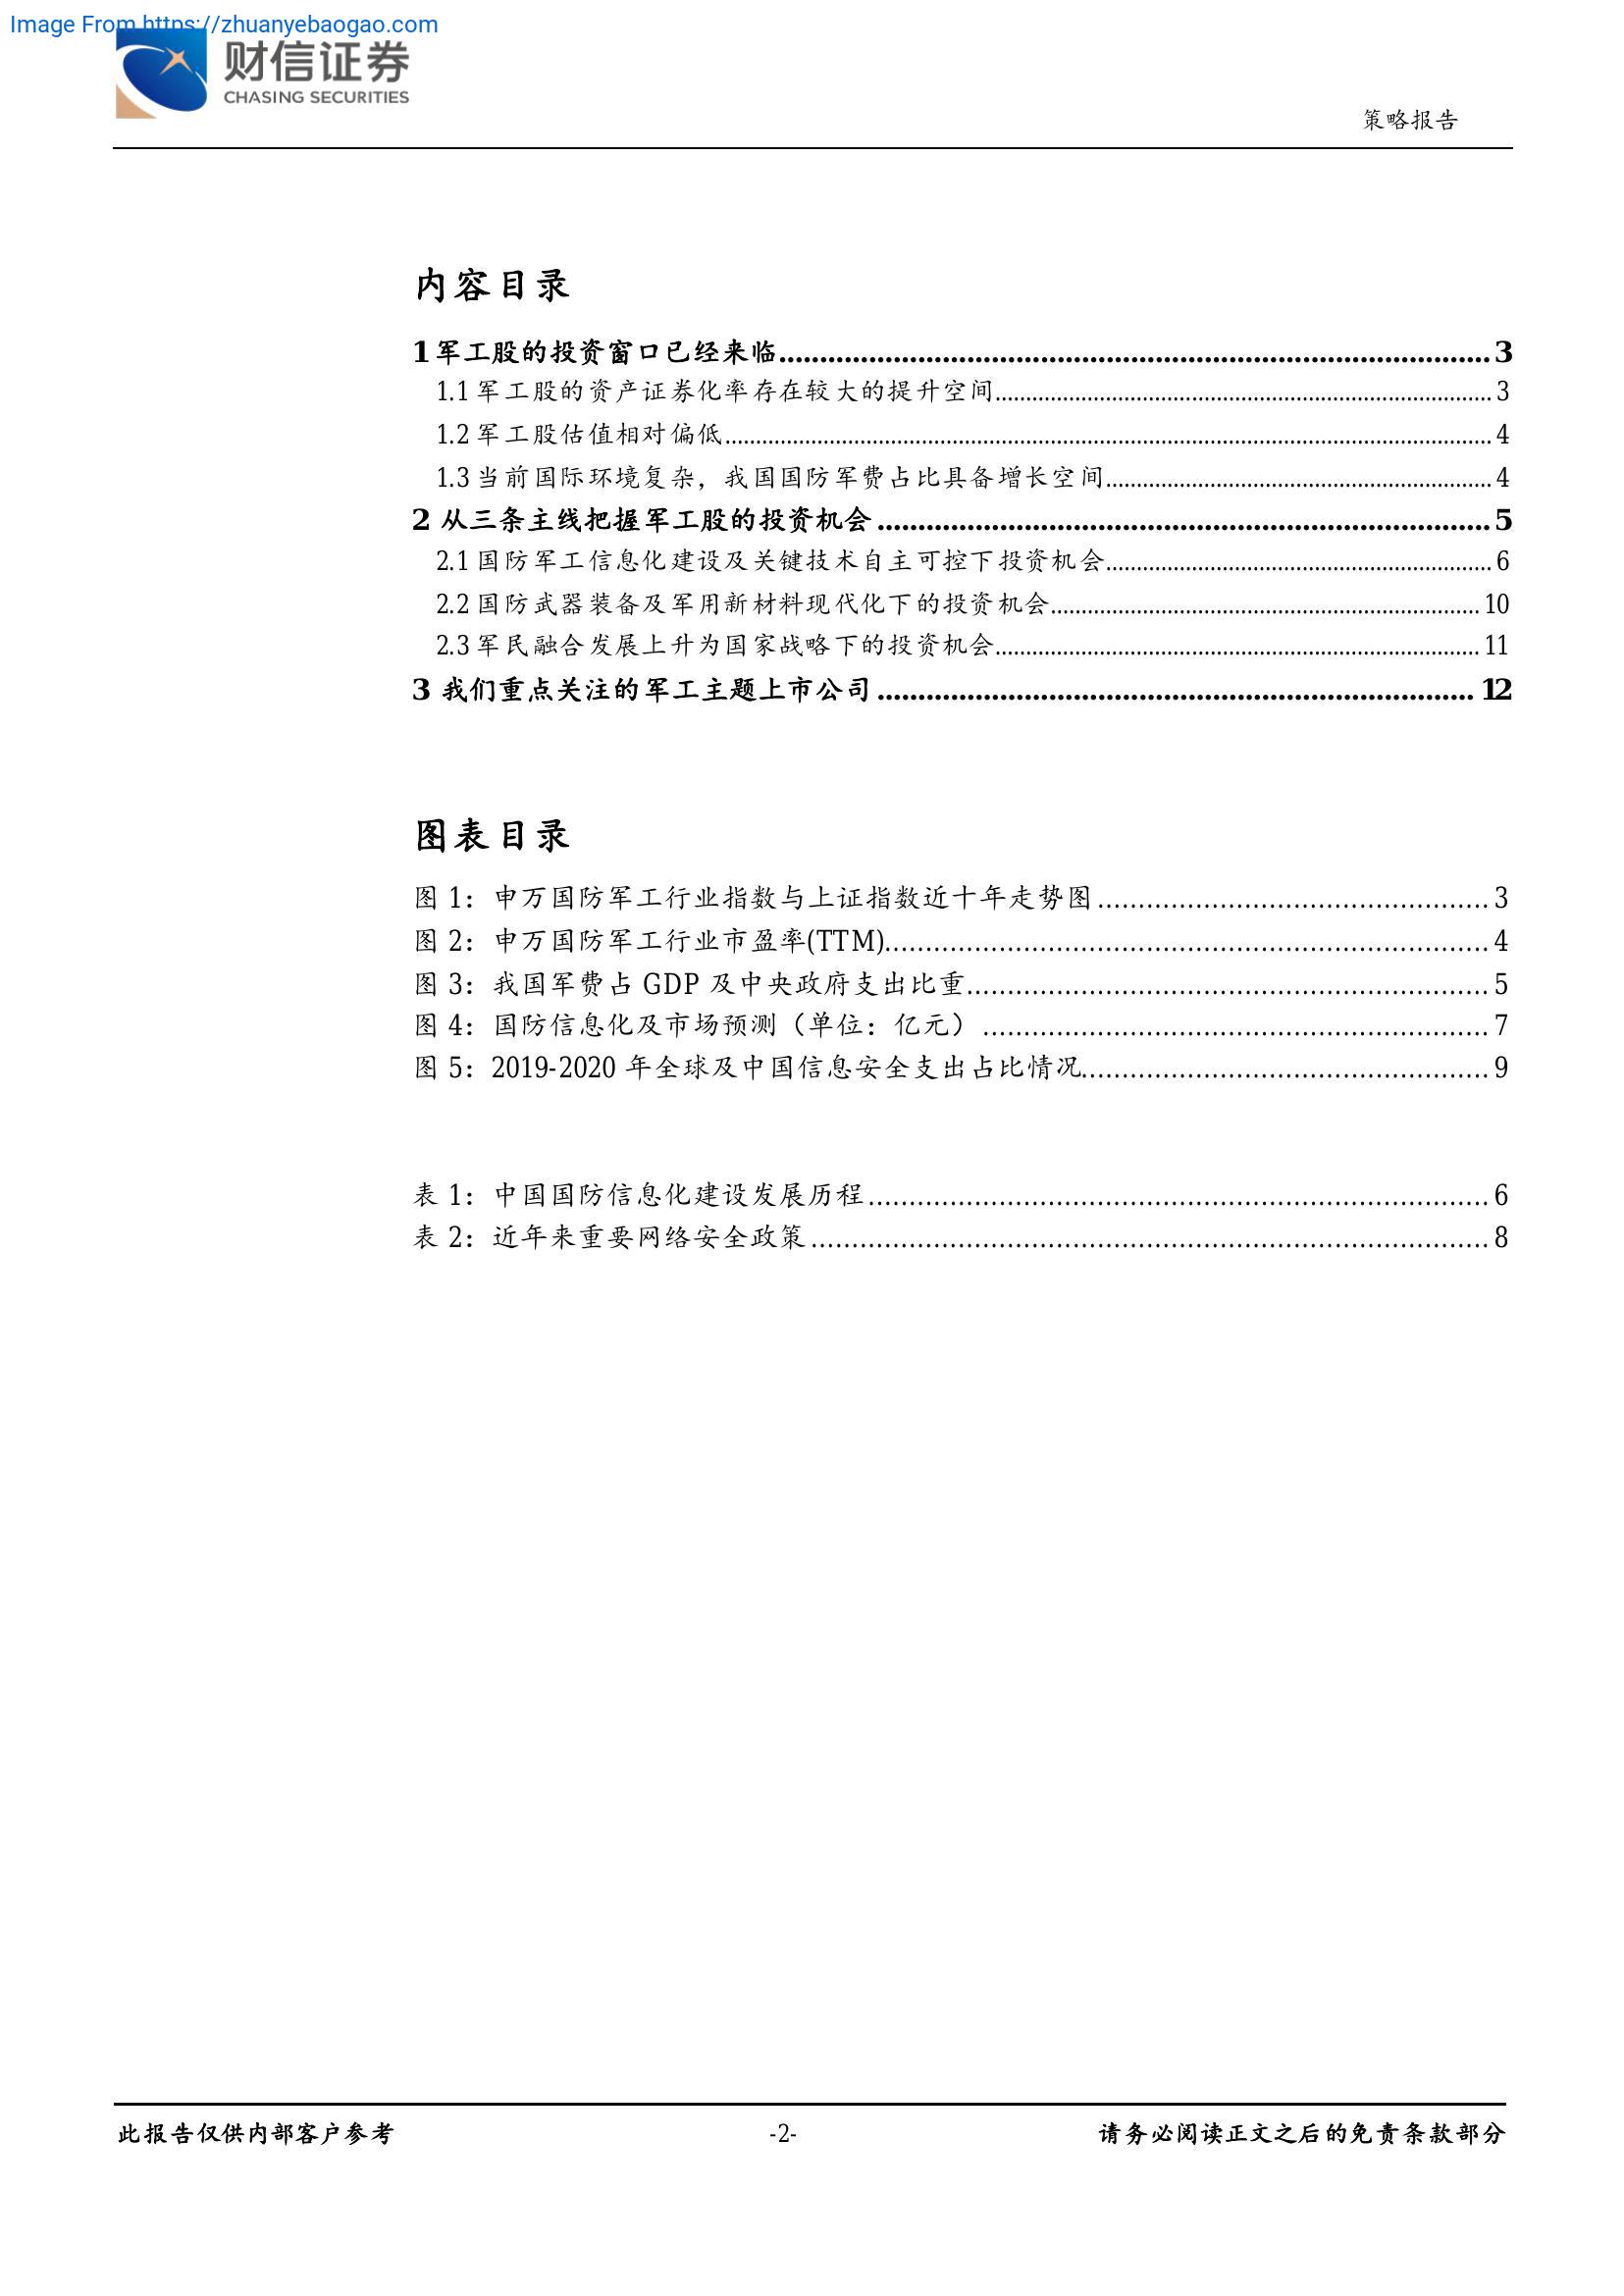 Image From https://zhuanyebaogao.com
财信证券
CHASING SECURITIES
策略报告
内容目录
1军工股的投资窗口已经来临........................................................................................3
1.1军工股的资产证券化率存在较大的提升空间................................................................................3
1.2军工股估值相对偏低............................................................................................................................4
1.3当前国际环境复杂，我国国防军费占比具备增长空间..............................................................4
2 从三条主线把握军工股的投资机会............................................................................5
2.1国防军工信息化建设及关键技术自主可控下投资机会..............................................................6
2.2国防武器装备及军用新材料现代化下的投资机会.....................................................................10
2.3军民融合发展上升为国家战略下的投资机会..............................................................................11
3 我们重点关注的军工主题上市公司..........................................................................12
图表目录
图 1：申万国防军工行业指数与上证指数近十年走势图................................................3
图 2：申万国防军工行业市盈率(TTM)..........................................................................4
图 3：我国军费占 GDP 及中央政府支出比重................................................................5
图 4：国防信息化及市场预测（单位：亿元）..............................................................7
图 5：2019-2020 年全球及中国信息安全支出占比情况..................................................9
表 1：中国国防信息化建设发展历程............................................................................6
表 2：近年来重要网络安全政策...................................................................................8
此报告仅供内部客户参考
-2-
请务必阅读正文之后的免责条款部分